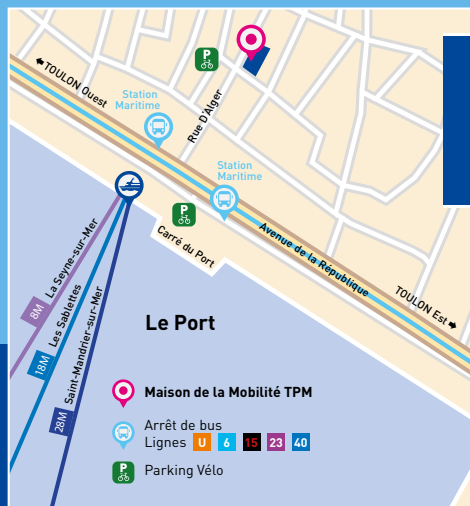 P
TOULON Ouest
Station
Maritime
Rue D'Alger
Station
Maritime
P
Carré du Port
Avenue de la République
TOULON Est
8M La Seyne-sur-Mer
18M Les Sablettes
28M Saint-Mandrier-sur-Mer
Le Port
Maison de la Mobilité TPM
Arrêt de bus
Lignes U 6 15 23 40
P Parking Vélo